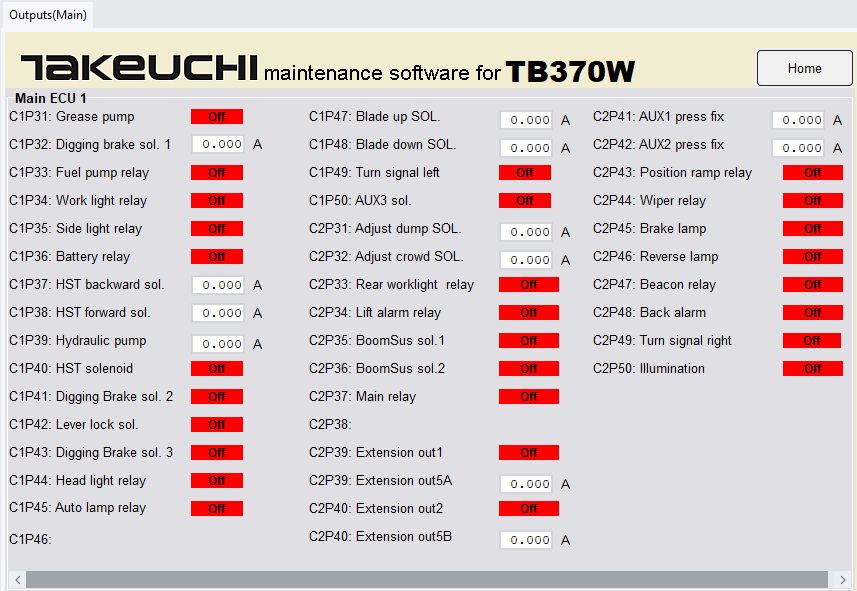 Outputs(Main)
TAKEUCHI maintenance software for TB370W
Home
Main ECU 1
C1P31: Grease pump Off
C1P32: Digging brake sol. 1 0.000 A
C1P33: Fuel pump relay Off
C1P34: Work light relay Off
C1P35: Side light relay Off
C1P36: Battery relay Off
C1P37: HST backward sol. 0.000 A
C1P38: HST forward sol. 0.000 A
C1P39: Hydraulic pump 0.000 A
C1P40: HST solenoid Off
C1P41: Digging Brake sol. 2 Off
C1P42: Lever lock sol. Off
C1P43: Digging Brake sol. 3 Off
C1P44: Head light relay Off
C1P45: Auto lamp relay Off
C1P46:
C1P47: Blade up SOL. 0.000 A
C1P48: Blade down SOL. 0.000 A
C1P49: Turn signal left Off
C1P50: AUX3 sol. Off
C2P31: Adjust dump SOL. 0.000 A
C2P32: Adjust crowd SOL. 0.000 A
C2P33: Rear worklight relay Off
C2P34: Lift alarm relay Off
C2P35: BoomSus sol.1 Off
C2P36: BoomSus sol.2 Off
C2P37: Main relay Off
C2P38:
C2P39: Extension out1 Off
C2P39: Extension out5A 0.000 A
C2P40: Extension out2 Off
C2P40: Extension out5B 0.000 A
C2P41: AUX1 press fix 0.000 A
C2P42: AUX2 press fix 0.000 A
C2P43: Position ramp relay Off
C2P44: Wiper relay Off
C2P45: Brake lamp Off
C2P46: Reverse lamp Off
C2P47: Beacon relay Off
C2P48: Back alarm Off
C2P49: Turn signal right Off
C2P50: Illumination Off